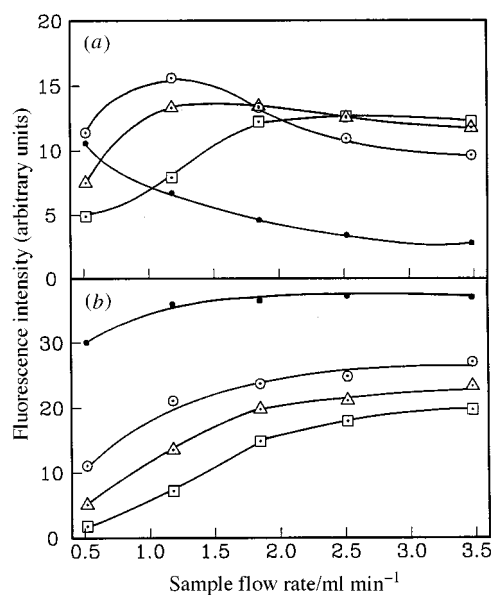 (a)
20
15
10
5
0
(b)
30
20
10
0
0.5 1.0 1.5 2.0 2.5 3.0 3.5
Fluorescence intensity (arbitrary units)
Sample flow rate/ml min⁻¹